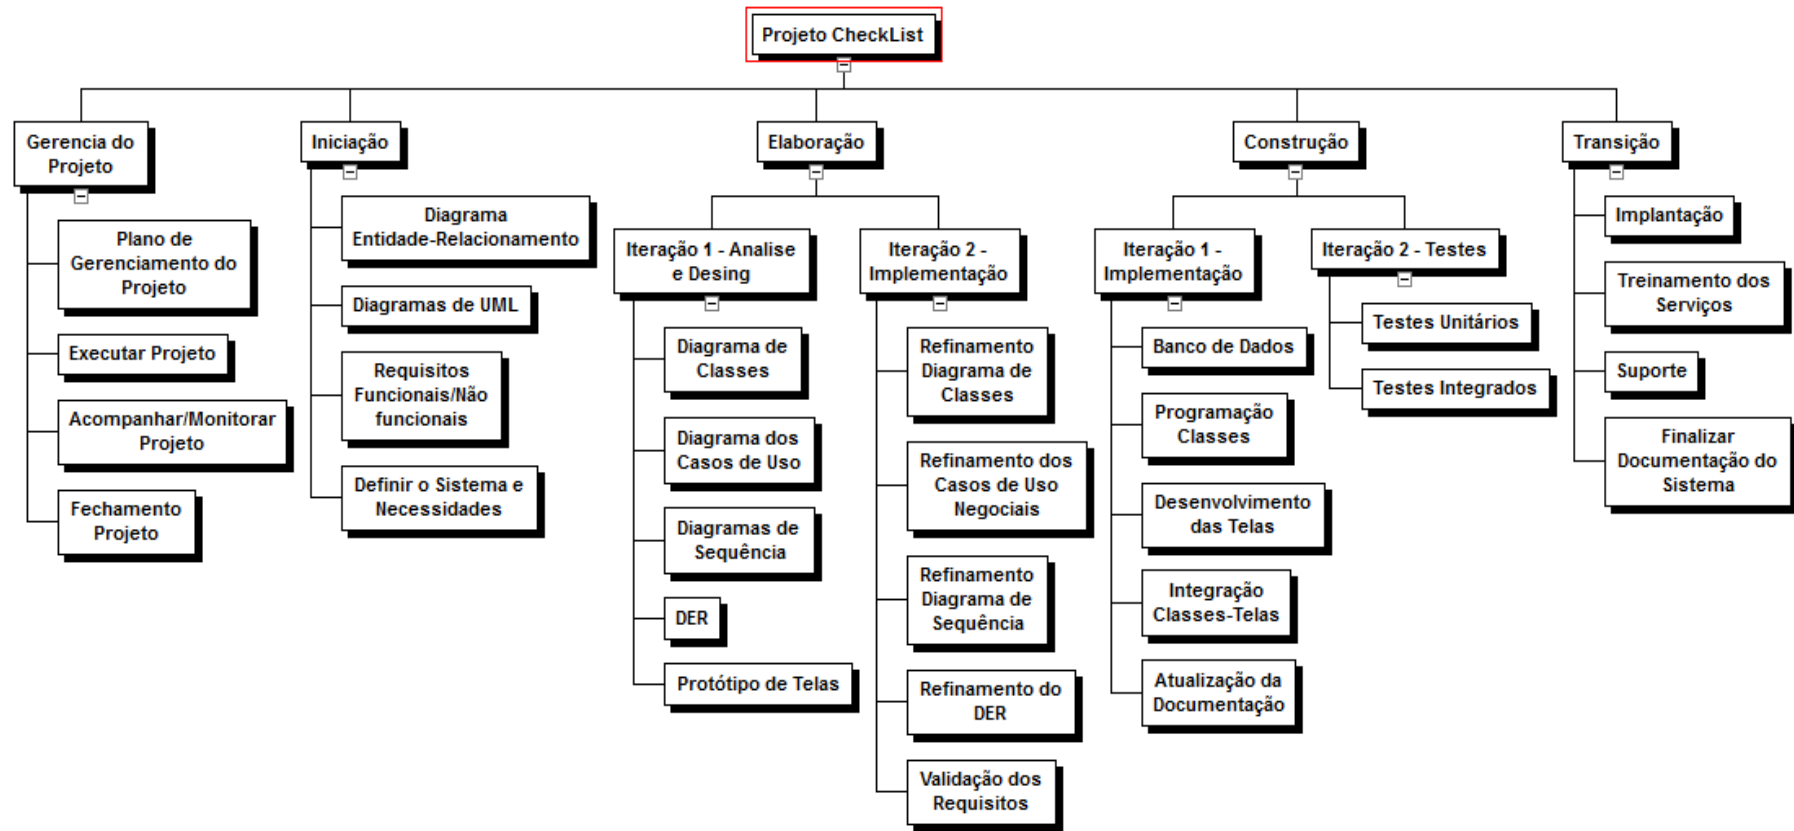 Projeto CheckList
Gerencia do
Projeto
Plano de
Gerenciamento do
Projeto
Executar Projeto
Acompanhar/Monitorar
Projeto
Fechamento
Projeto
Iniciação
Diagrama
Entidade-Relacionamento
Diagramas de UML
Requisitos
Funcionais/Não
funcionais
Definir o Sistema e
Necessidades
Elaboração
Iteração 1 - Analise
e Desing
Diagrama de
Classes
Diagrama dos
Casos de Uso
Diagramas de
Sequência
DER
Protótipo de Telas
Iteração 2 -
Implementação
Refinamento
Diagrama de
Classes
Refinamento dos
Casos de Uso
Negociais
Refinamento
Diagrama de
Sequência
Refinamento do
DER
Validação dos
Requisitos
Construção
Iteração 1 -
Implementação
Banco de Dados
Programação
Classes
Desenvolvimento
das Telas
Integração
Classes-Telas
Atualização da
Documentação
Iteração 2 - Testes
Testes Unitários
Testes Integrados
Transição
Implantação
Treinamento dos
Serviços
Suporte
Finalizar
Documentação do
Sistema